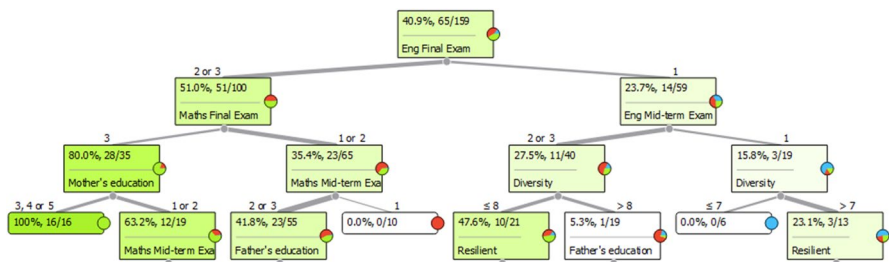 40.9%, 65/159
Eng Final Exam
2 or 3
1
51.0%, 51/100
Maths Final Exam
23.7%, 14/59
Eng Mid-term Exam
3
1 or 2
2 or 3
1
80.0%, 28/35
Mother's education
35.4%, 23/65
Maths Mid-term Exa
27.5%, 11/40
Diversity
15.8%, 3/19
Diversity
3, 4 or 5
1 or 2
2 or 3
1
≤ 8
> 8
≤ 7
> 7
100%, 16/16
63.2%, 12/19
Maths Mid-term Exa
41.8%, 23/55
Father's education
0.0%, 0/10
47.6%, 10/21
Resilient
5.3%, 1/19
Father's education
0.0%, 0/6
23.1%, 3/13
Resilient